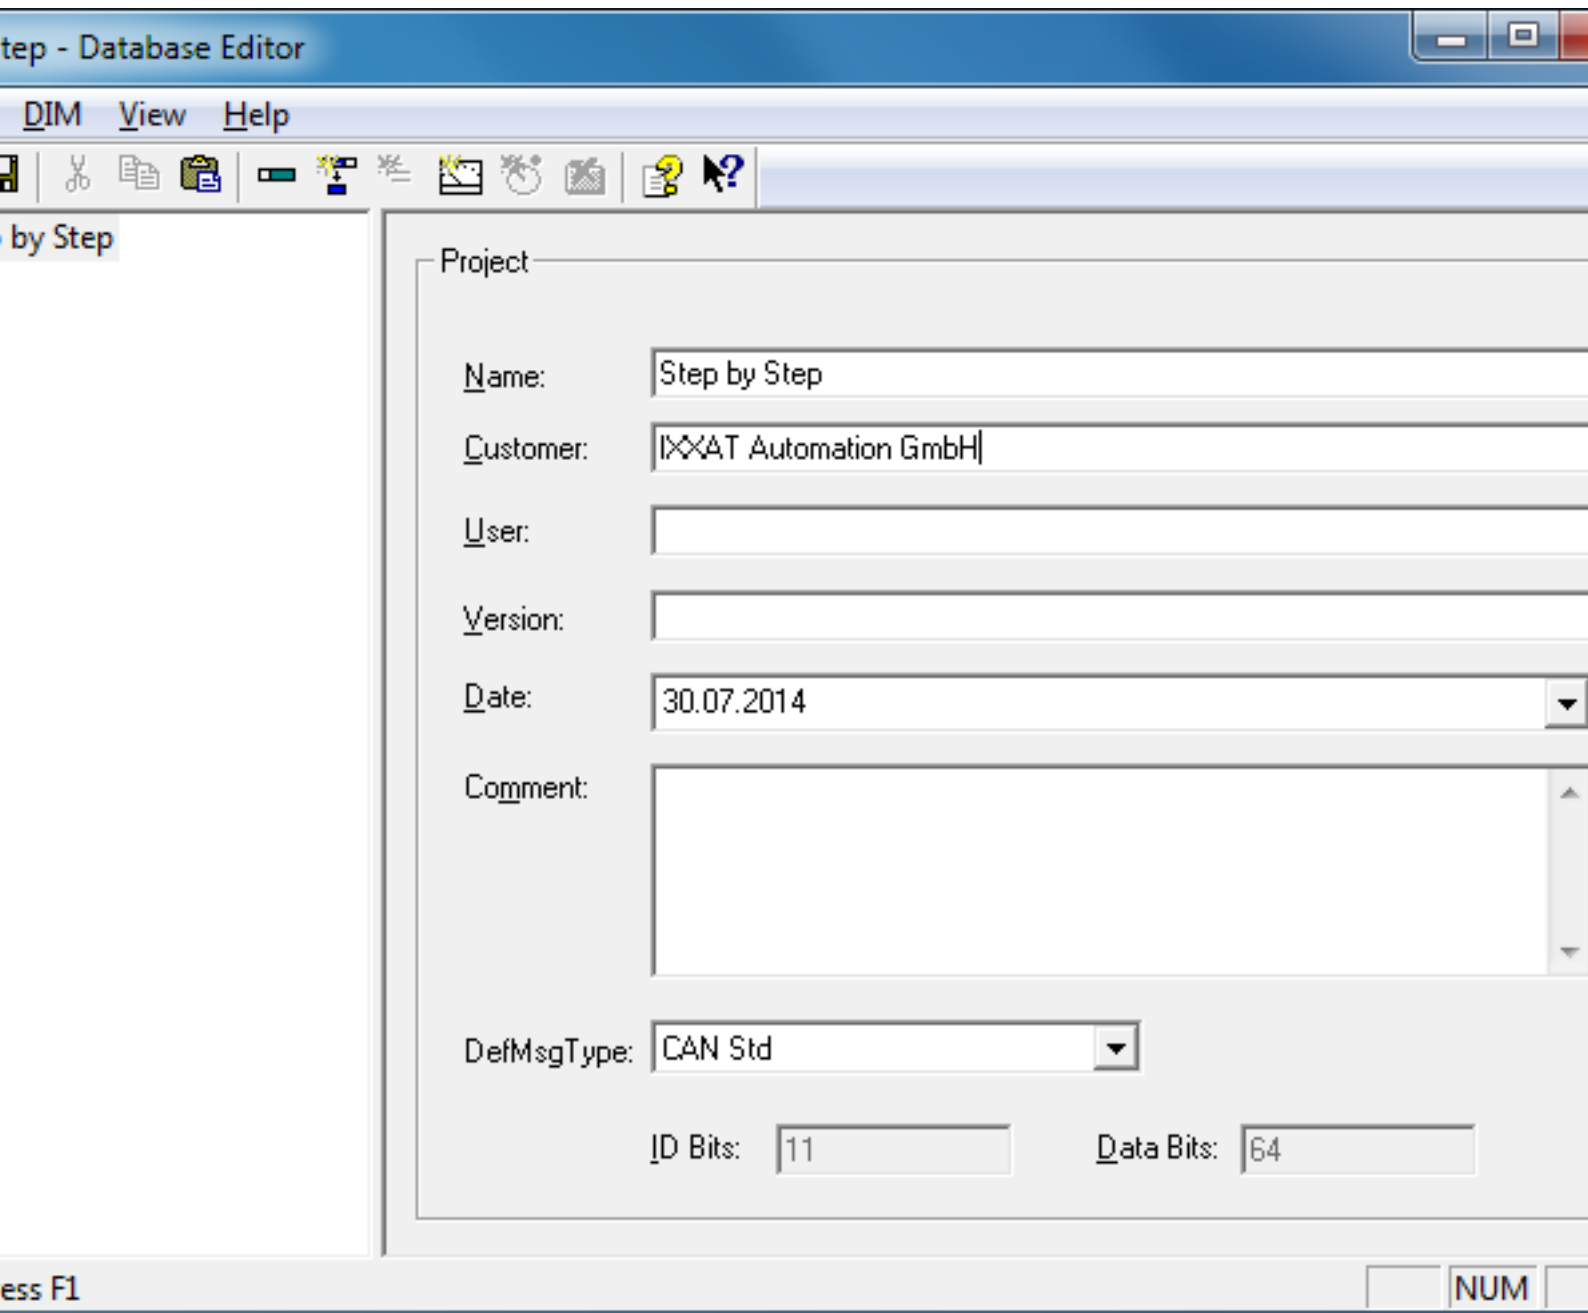 tep - Database Editor
DIM View Help
by Step
Project
Name: Step by Step
Customer: IXXAT Automation GmbH
User:
Version:
Date: 30.07.2014
Comment:
DefMsgType: CAN Std
ID Bits: 11 Data Bits: 64
ess F1 NUM